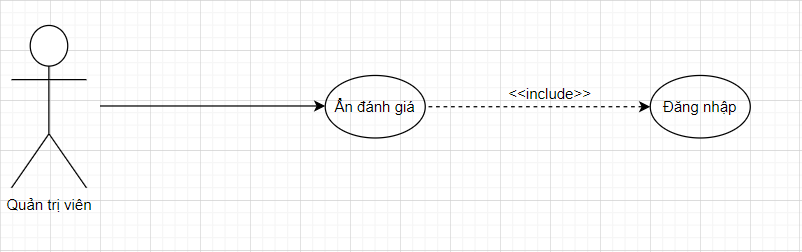 <<include>>
Ẩn đánh giá
Đăng nhập
Quản trị viên